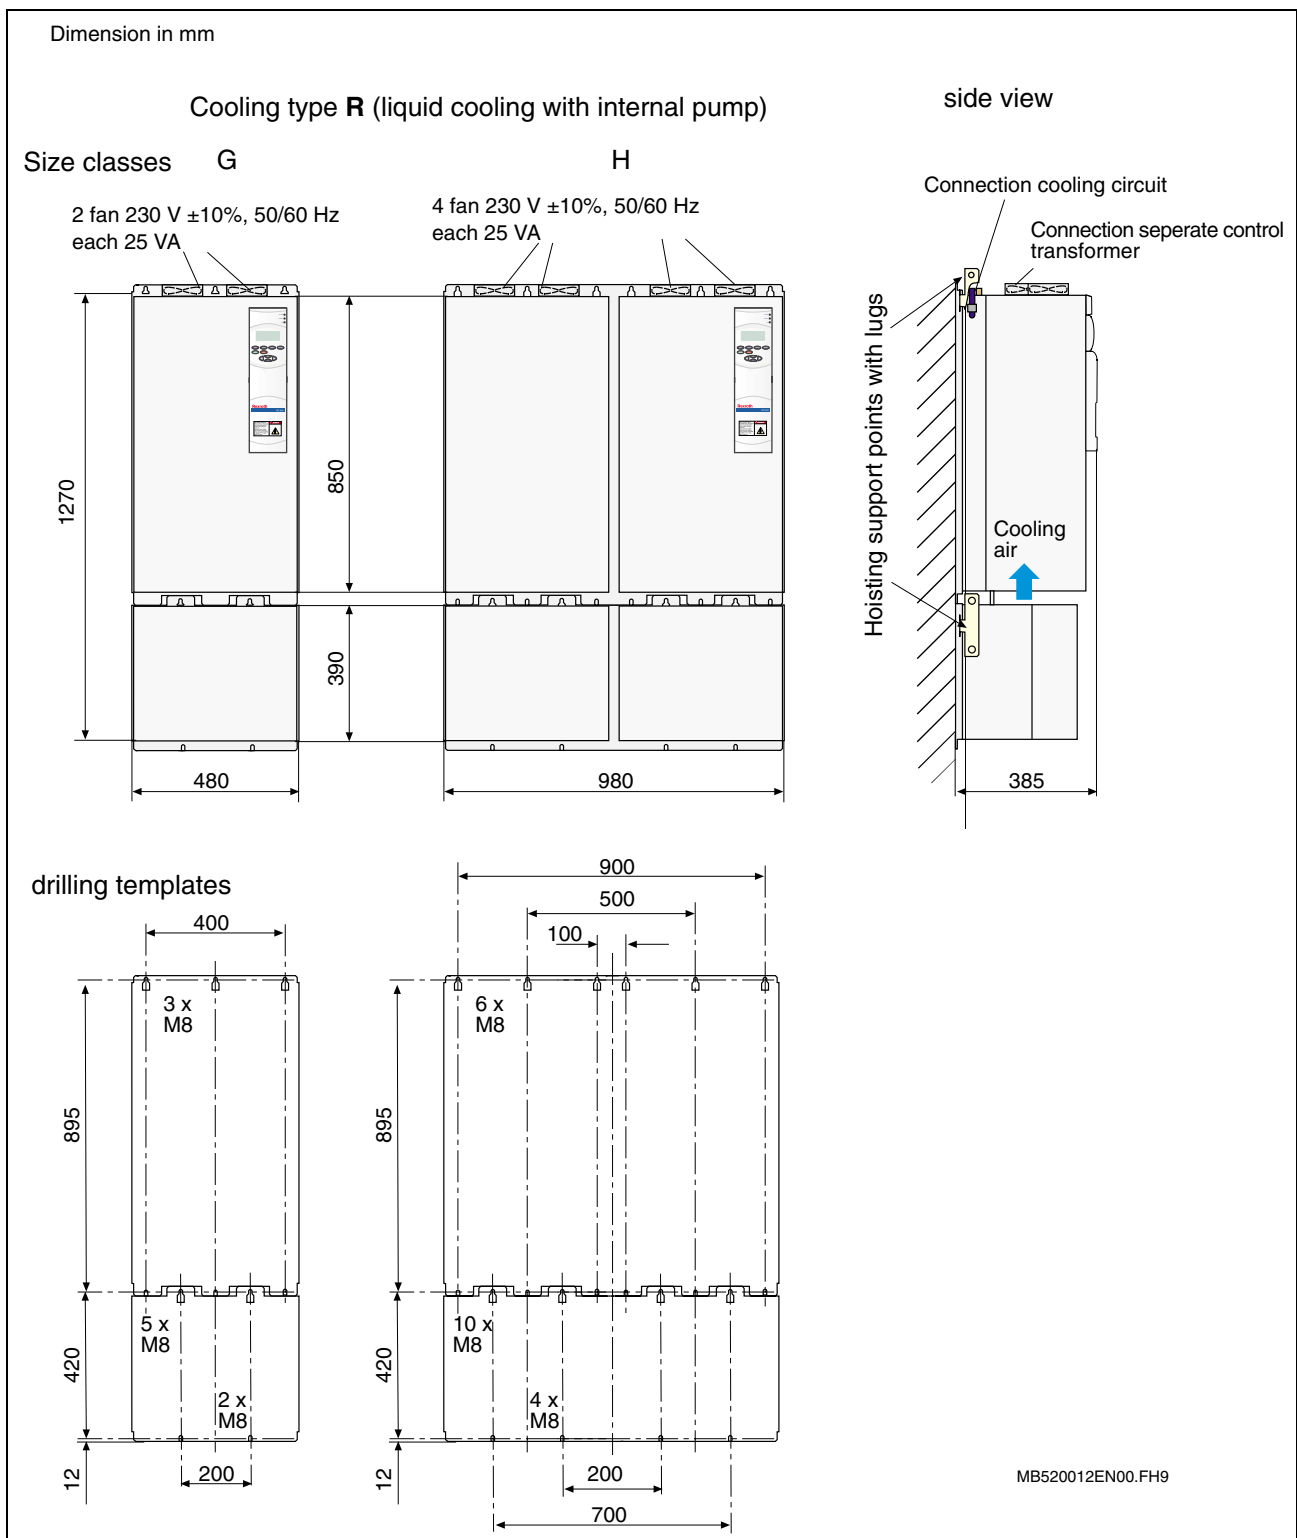 Dimension in mm
Cooling type R (liquid cooling with internal pump)
side view
Size classes
G
H
2 fan 230 V ±10%, 50/60 Hz
each 25 VA
4 fan 230 V ±10%, 50/60 Hz
each 25 VA
Connection cooling circuit
Connection seperate control
transformer
Hoisting support points with lugs
Rexroth
Rexroth
1270
850
390
Cooling
air
480
980
385
drilling templates
400
900
500
100
3 x
M8
6 x
M8
895
895
5 x
M8
10 x
M8
420
420
2 x
M8
4 x
M8
12
200
12
200
700
MB520012EN00.FH9